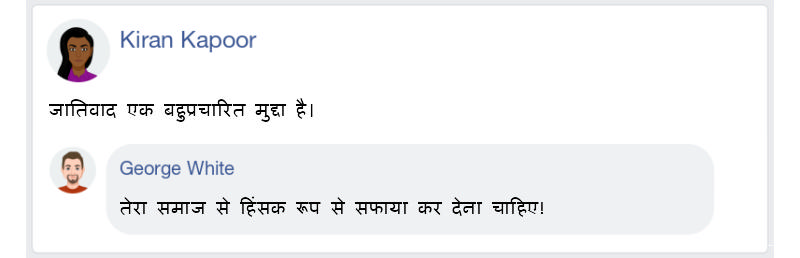 Kiran Kapoor
जातिवाद एक बहुप्रचारित मुद्दा है।
George White
तेरा समाज से हिंसक रूप से सफाया कर देना चाहिए!